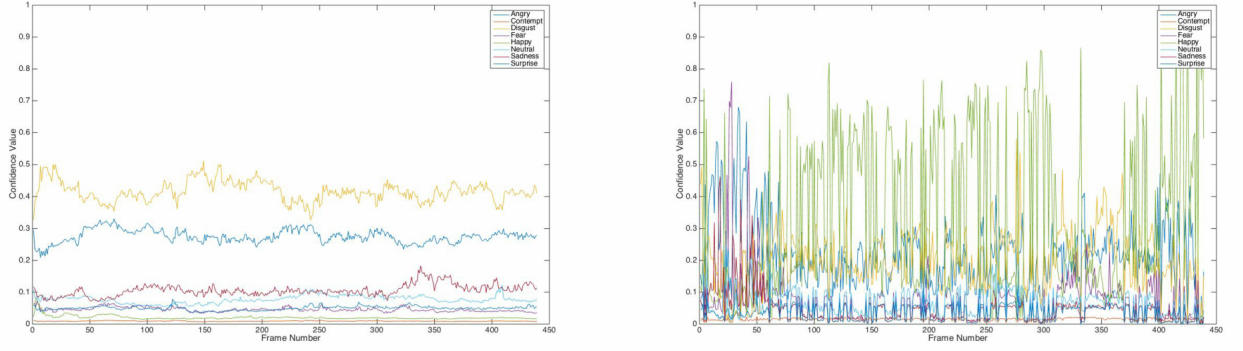 1
0.9
0.8
0.7
0.6
0.5
0.4
0.3
0.2
0.1
0
Confidence Value
0 50 100 150 200 250 300 350 400 450
Frame Number
Angry
Contempt
Disgust
Fear
Happy
Neutral
Sadness
Surprise
1
0.9
0.8
0.7
0.6
0.5
0.4
0.3
0.2
0.1
0
Confidence Value
0 50 100 150 200 250 300 350 400 450
Frame Number
Angry
Contempt
Disgust
Fear
Happy
Neutral
Sadness
Surprise